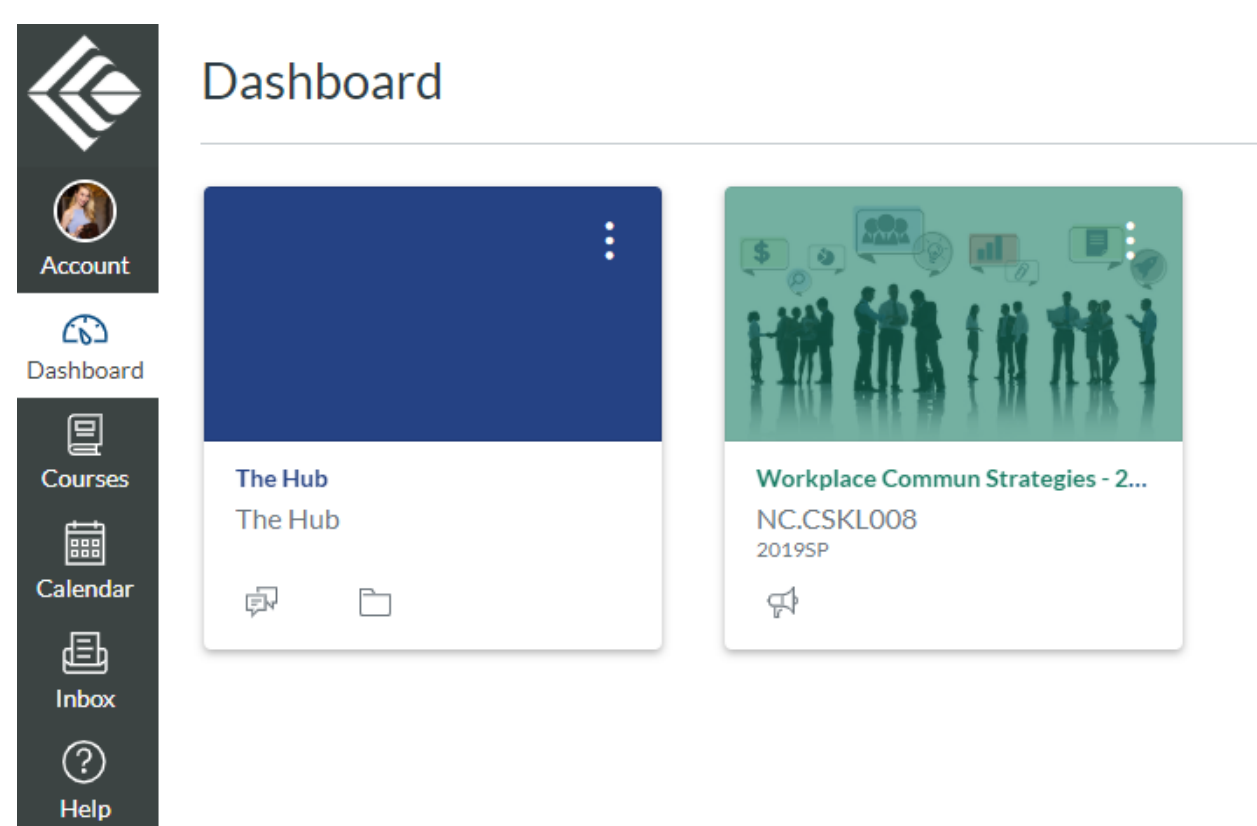 Dashboard
Account
Dashboard
Courses
Calendar
Inbox
Help
The Hub
The Hub
Workplace Commun Strategies - 2...
NC.CSKL008
2019SP